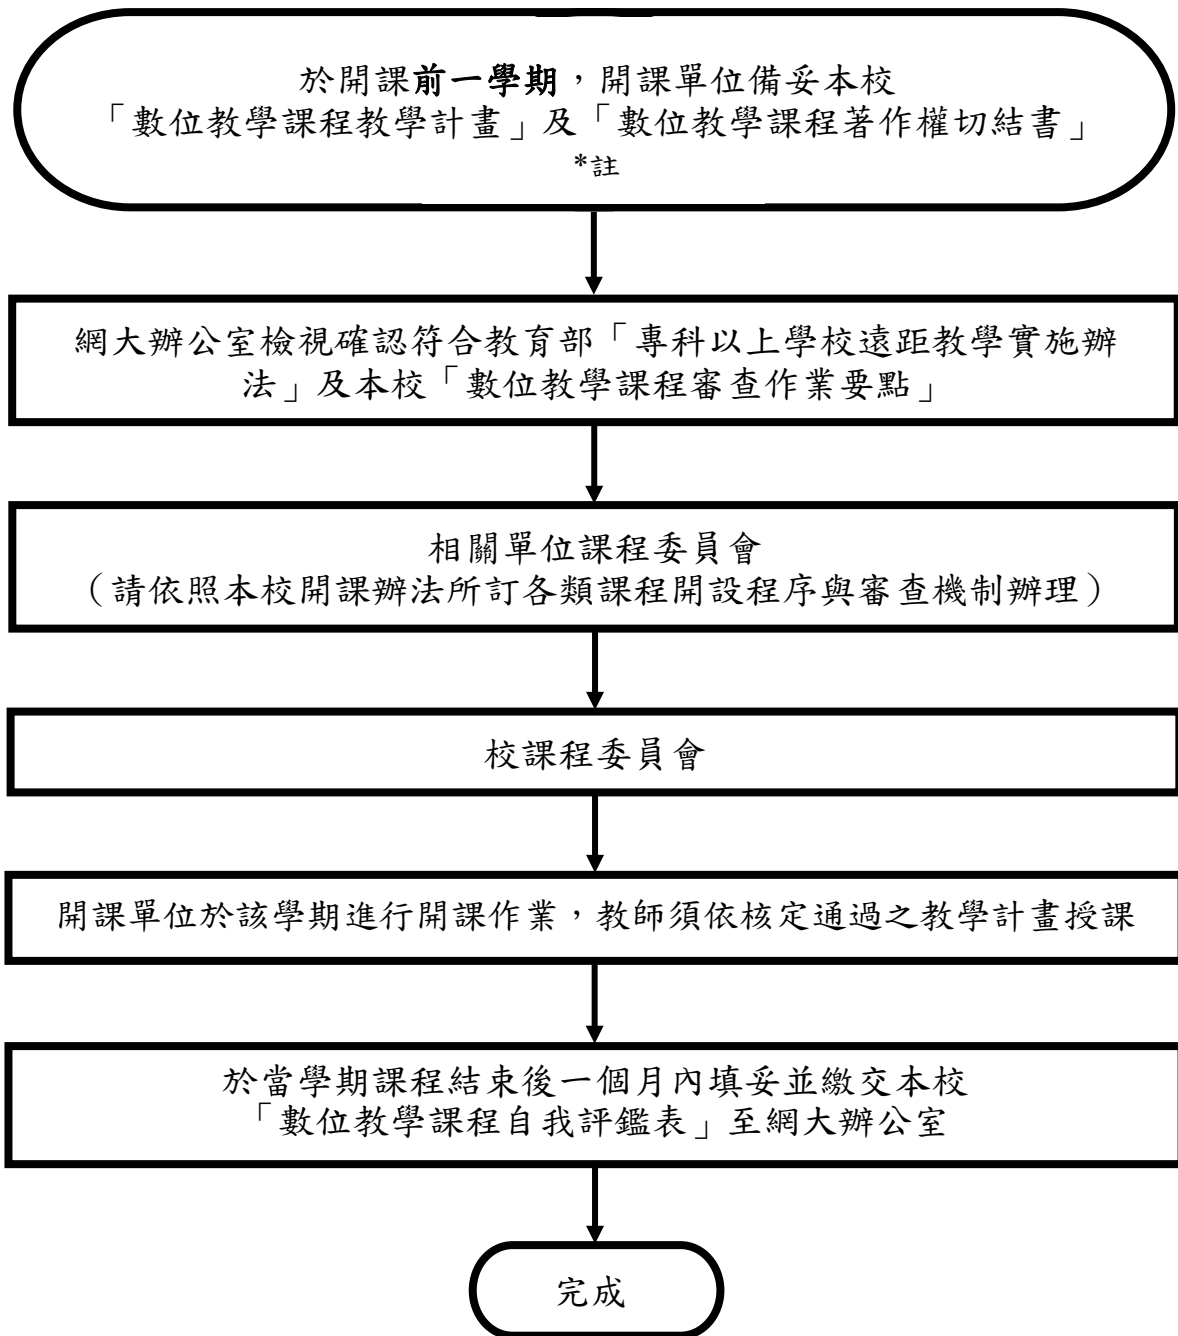 於開課前一學期，開課單位備妥本校
「數位教學課程教學計畫」及「數位教學課程著作權切結書」
*註
網大辦公室檢視確認符合教育部「專科以上學校遠距教學實施辦
法」及本校「數位教學課程審查作業要點」
相關單位課程委員會
（請依照本校開課辦法所訂各類課程開設程序與審查機制辦理）
校課程委員會
開課單位於該學期進行開課作業，教師須依核定通過之教學計畫授課
於當學期課程結束後一個月內填妥並繳交本校
「數位教學課程自我評鑑表」至網大辦公室
完成